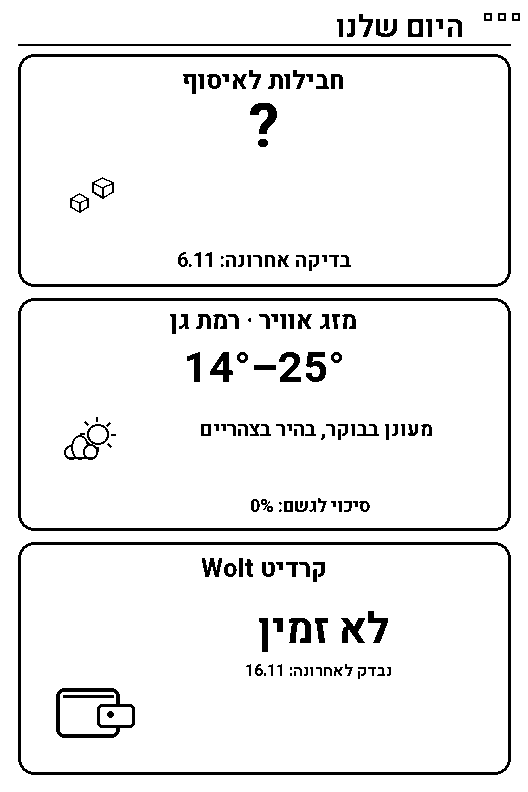 היום שלנו
חבילות לאיסוף
?
בדיקה אחרונה: 6.11
מזג אוויר · רמת גן
14°–25°
מעונן בבוקר, בהיר בצהריים
סיכוי לגשם: 0%
קרדיט Wolt
לא זמין
נבדק לאחרונה: 16.11